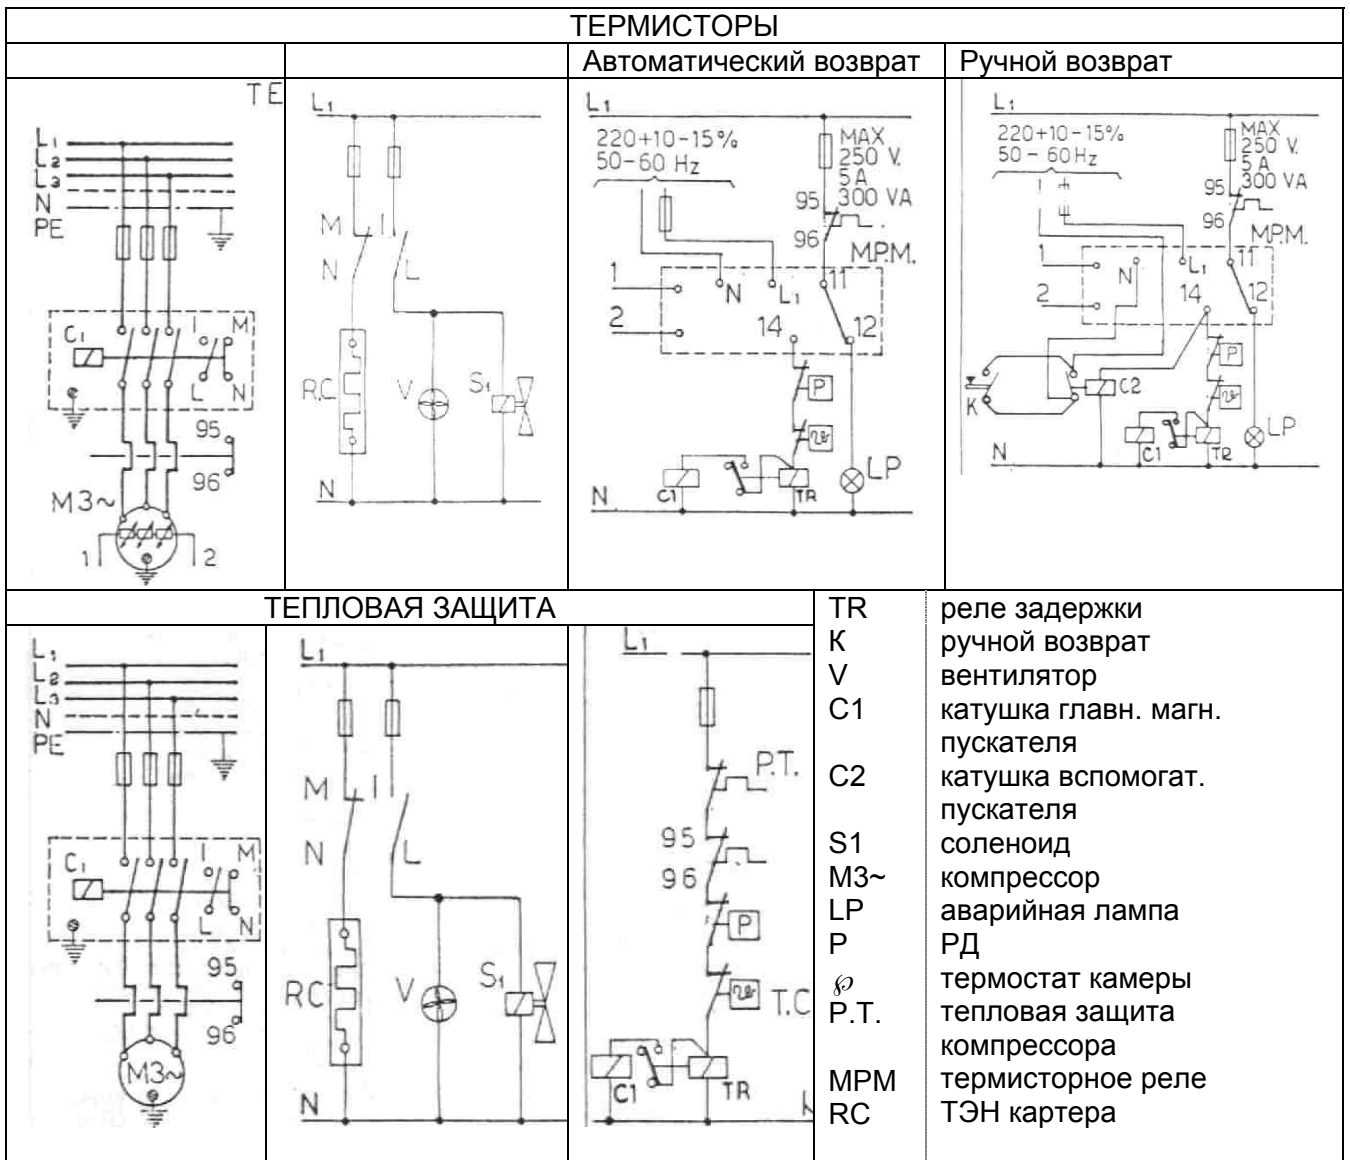 ТЕРМИСТОРЫ
Автоматический возврат
Ручной возврат
TE
L1
L2
L3
N
PE
C1
I
M
L
N
95
96
M3~
1
2
L1
M
I
N
L
R.C.
V
S1
N
L1
220+10-15%
50-60 Hz
MAX
250 V.
5A
300 VA
95
96
M.P.M.
1
2
N
L1
11
14
12
P
LP
C1
TR
N
L1
220+10-15%
50-60Hz
MAX
250 V.
5A
300 VA
95
96
M.P.M.
1
2
N
L1
11
14
12
P
K
C2
C1
TR
LP
N
ТЕПЛОВАЯ ЗАЩИТА
L1
L2
L3
N
PE
C1
I
M
L
N
95
96
M3~
L1
M
I
N
L
RC
V
S1
N
L1
P.T.
95
96
P
T.C
C1
TR
TR реле задержки
К ручной возврат
V вентилятор
C1 катушка главн. магн.
пускателя
C2 катушка вспомогат.
пускателя
S1 соленоид
M3~ компрессор
LP аварийная лампа
P РД
℘ термостат камеры
P.T. тепловая защита
компрессора
MPM термисторное реле
RC ТЭН картера